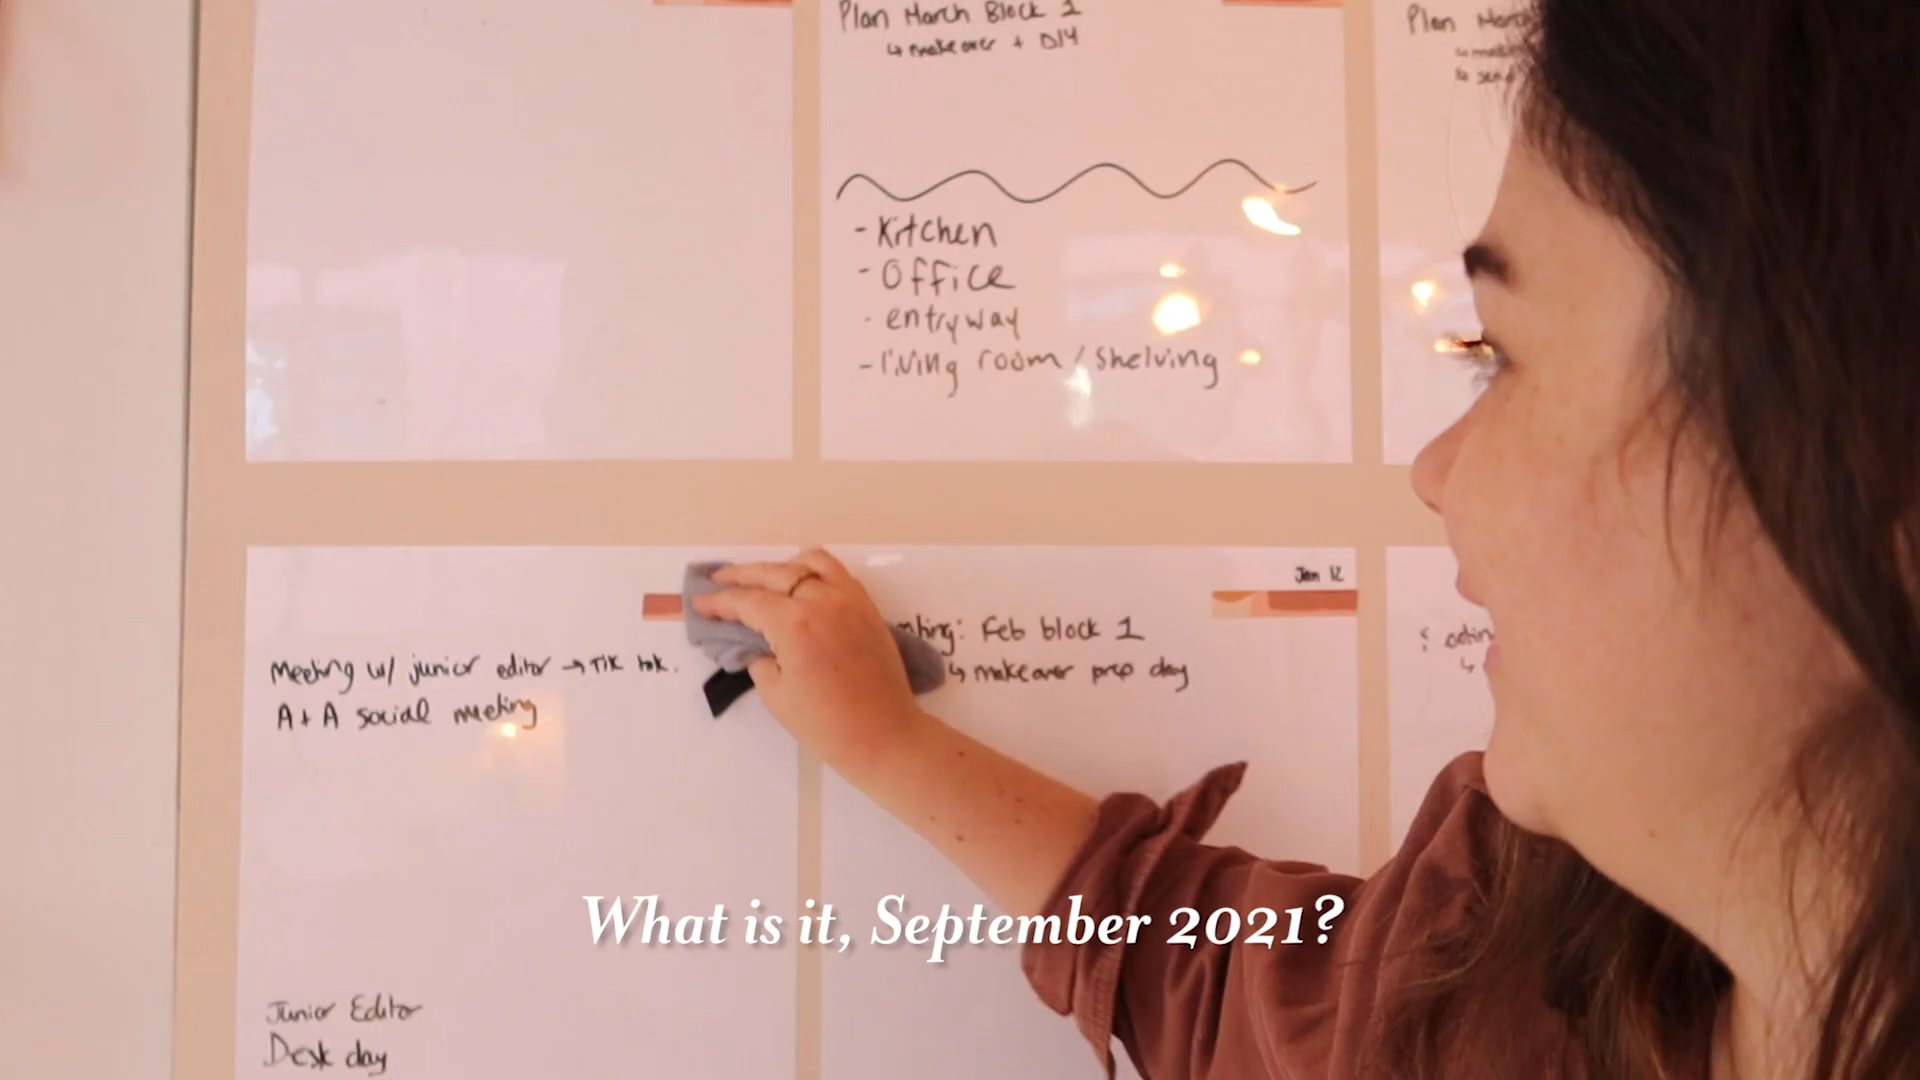 Plan March Block 1
↳ makeover + DIY
- Kitchen
- Office
- entryway
- living room / shelving
Plan March
Jan 12
Feb block 1
↳ makeover prep day
Meeting w/ junior editor → Tik tok.
A + A social meeting
Junior Editor
Desk day
What is it, September 2021?